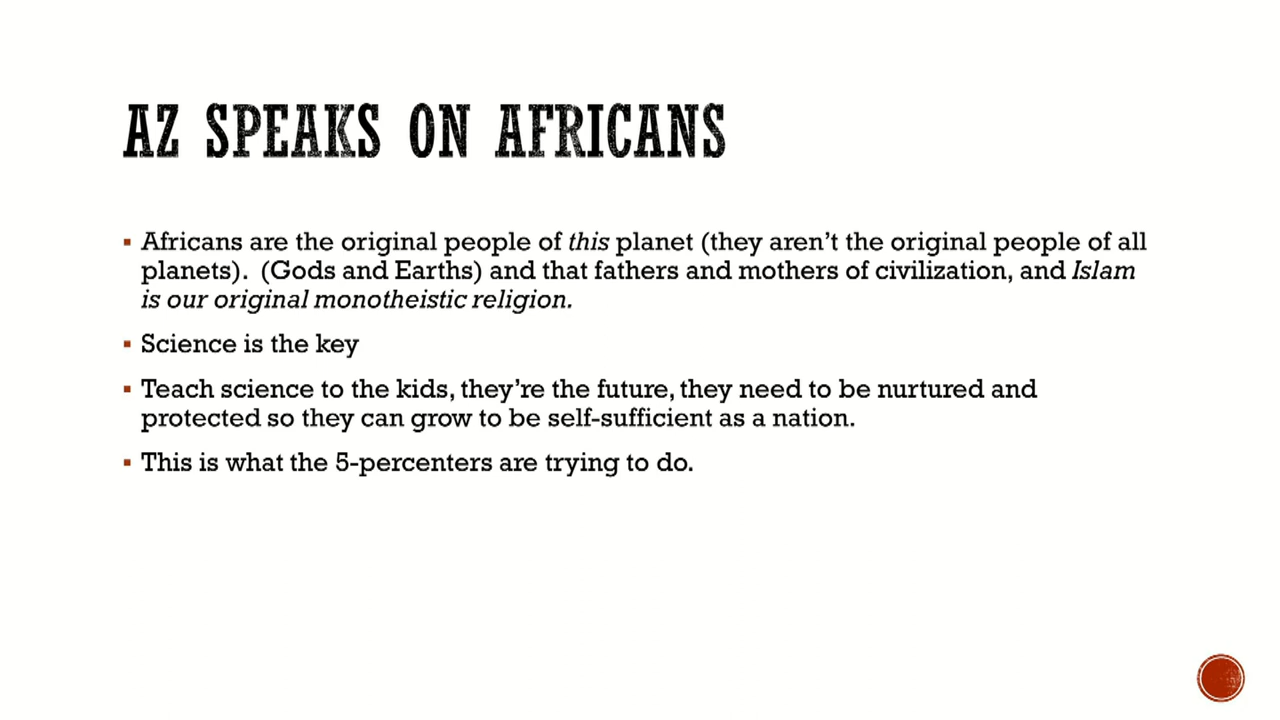 AZ SPEAKS ON AFRICANS
▪ Africans are the original people of this planet (they aren't the original people of all
planets).  (Gods and Earths) and that fathers and mothers of civilization, and Islam
is our original monotheistic religion.
▪ Science is the key
▪ Teach science to the kids, they're the future, they need to be nurtured and
protected so they can grow to be self-sufficient as a nation.
▪ This is what the 5-percenters are trying to do.